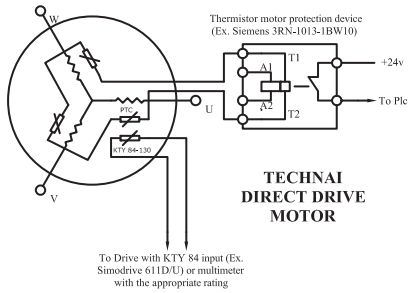 Thermistor motor protection device
(Ex. Siemens 3RN-1013-1BW10)
W
T1
+24v
A1
PTC
U
A2
To Plc
T2
KTY 84-130
V
TECHNAI
DIRECT DRIVE
MOTOR
To Drive with KTY 84 input (Ex.
Simodrive 611D/U) or multimeter
with the appropriate rating